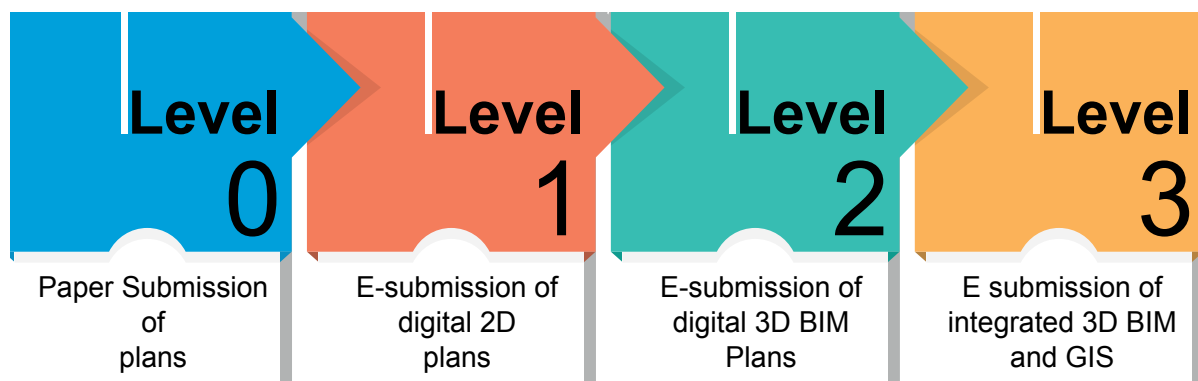 Level
0
Paper Submission
of
plans
Level
1
E-submission of
digital 2D
plans
Level
2
E-submission of
digital 3D BIM
Plans
Level
3
E submission of
integrated 3D BIM
and GIS